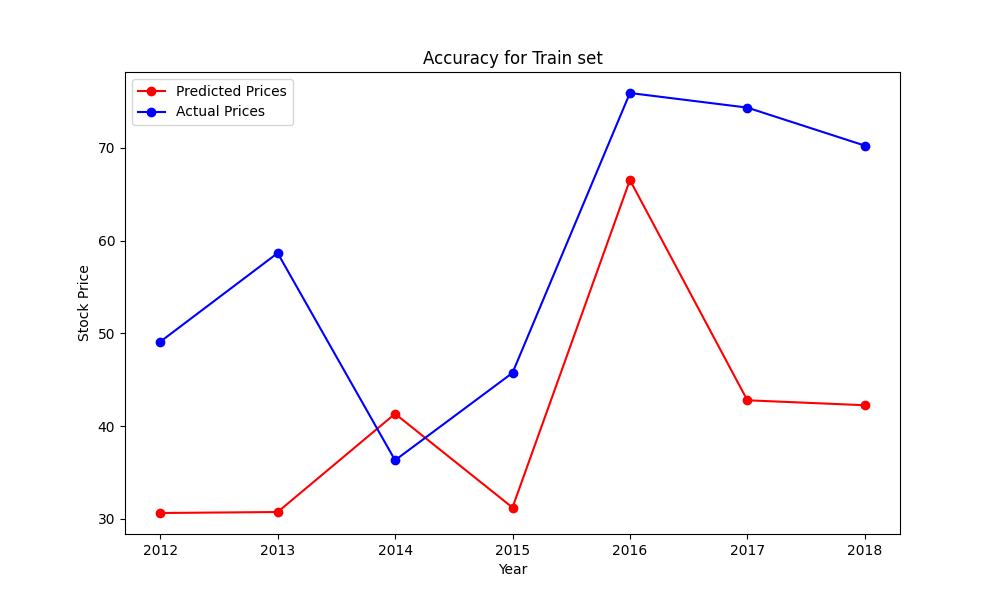 Accuracy for Train set
Predicted Prices
Actual Prices
Stock Price
70
60
50
40
30
2012 2013 2014 2015 2016 2017 2018
Year